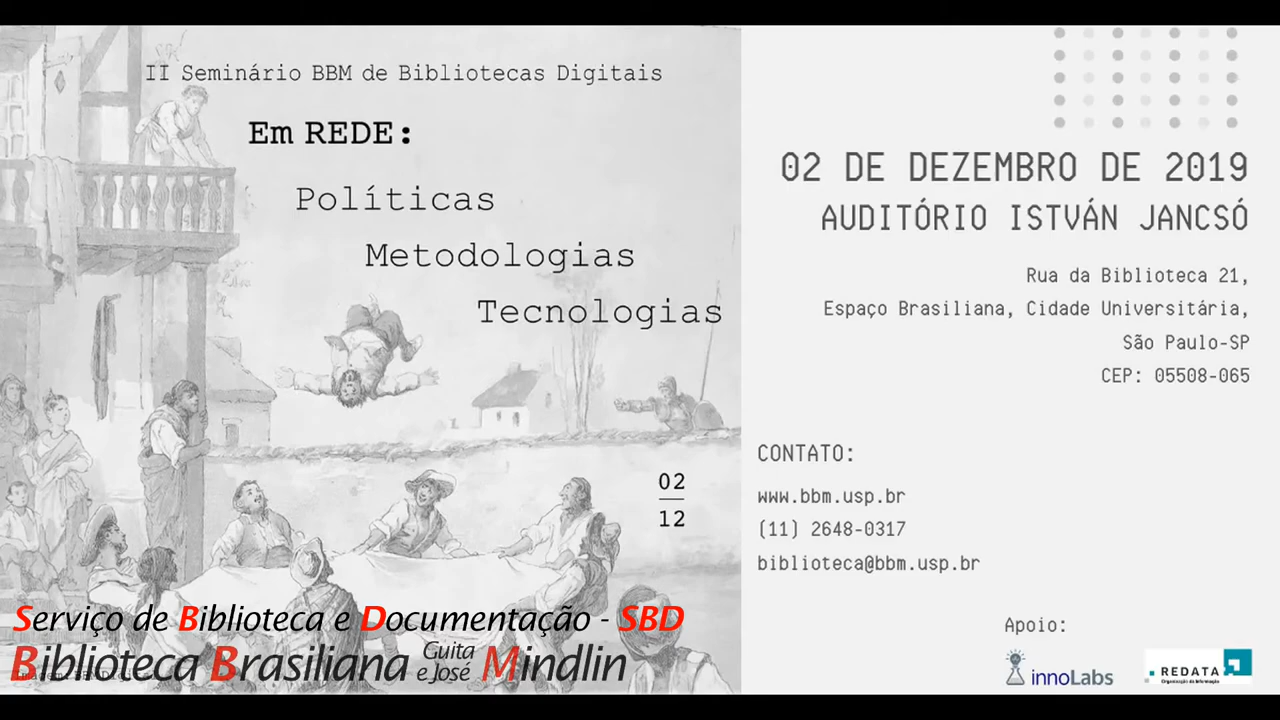 II Seminário BBM de Bibliotecas Digitais
Em REDE:
Políticas
Metodologias
Tecnologias
02
12
Serviço de Biblioteca e Documentação - SBD
Biblioteca Brasiliana Guita e José Mindlin
02 DE DEZEMBRO DE 2019
AUDITÓRIO ISTVÁN JANCSÓ
Rua da Biblioteca 21,
Espaço Brasiliana, Cidade Universitária,
São Paulo-SP
CEP: 05508-065
CONTATO:
www.bbm.usp.br
(11) 2648-0317
biblioteca@bbm.usp.br
Apoio:
innoLabs
REDATA
Organização da Informação